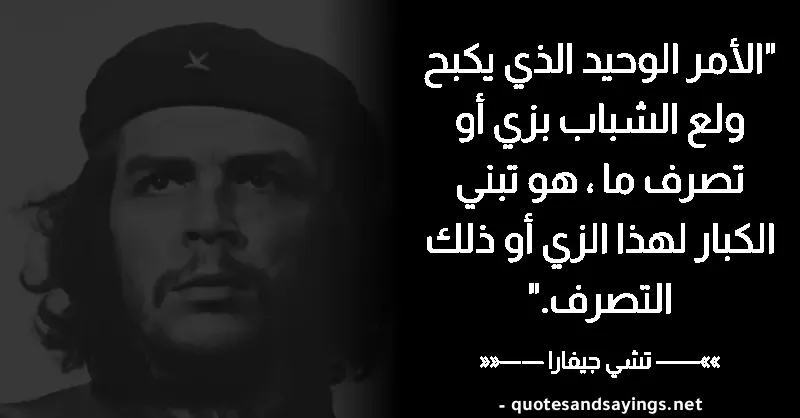 "الأمر الوحيد الذي يكبح
ولع الشباب بزي أو
تصرف ما ، هو تبني
الكبار لهذا الزي أو ذلك
التصرف."
»»—— تشي جيفارا ——««
- quotesandsayings.net